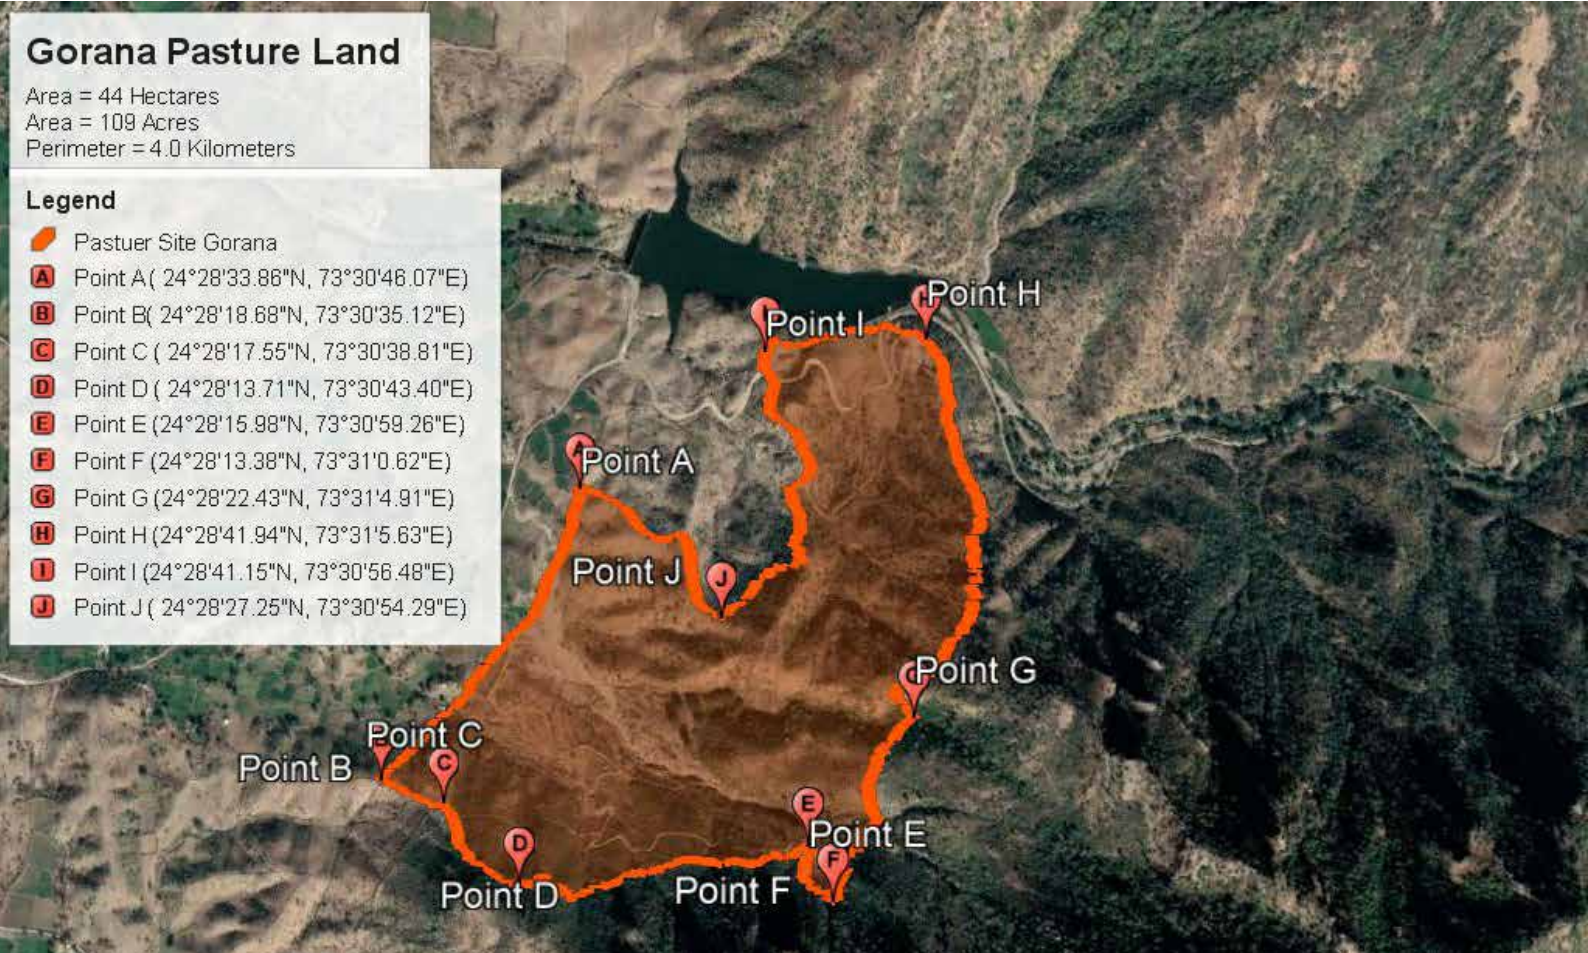 Gorana Pasture Land
Area = 44 Hectares
Area = 109 Acres
Perimeter = 4.0 Kilometers
Legend
Pastuer Site Gorana
A Point A( 24°28'33.86"N, 73°30'46.07"E)
B Point B( 24°28'18.68"N, 73°30'35.12"E)
C Point C ( 24°28'17.55"N, 73°30'38.81"E)
D Point D ( 24°28'13.71"N, 73°30'43.40"E)
E Point E (24°28'15.98"N, 73°30'59.26"E)
F Point F (24°28'13.38"N, 73°31'0.62"E)
G Point G (24°28'22.43"N, 73°31'4.91"E)
H Point H (24°28'41.94"N, 73°31'5.63"E)
I Point I (24°28'41.15"N, 73°30'56.48"E)
J Point J ( 24°28'27.25"N, 73°30'54.29"E)
H Point H
I Point I
A Point A
Point J J
G Point G
Point C
Point B
C
E
Point E
D
F
Point D
Point F